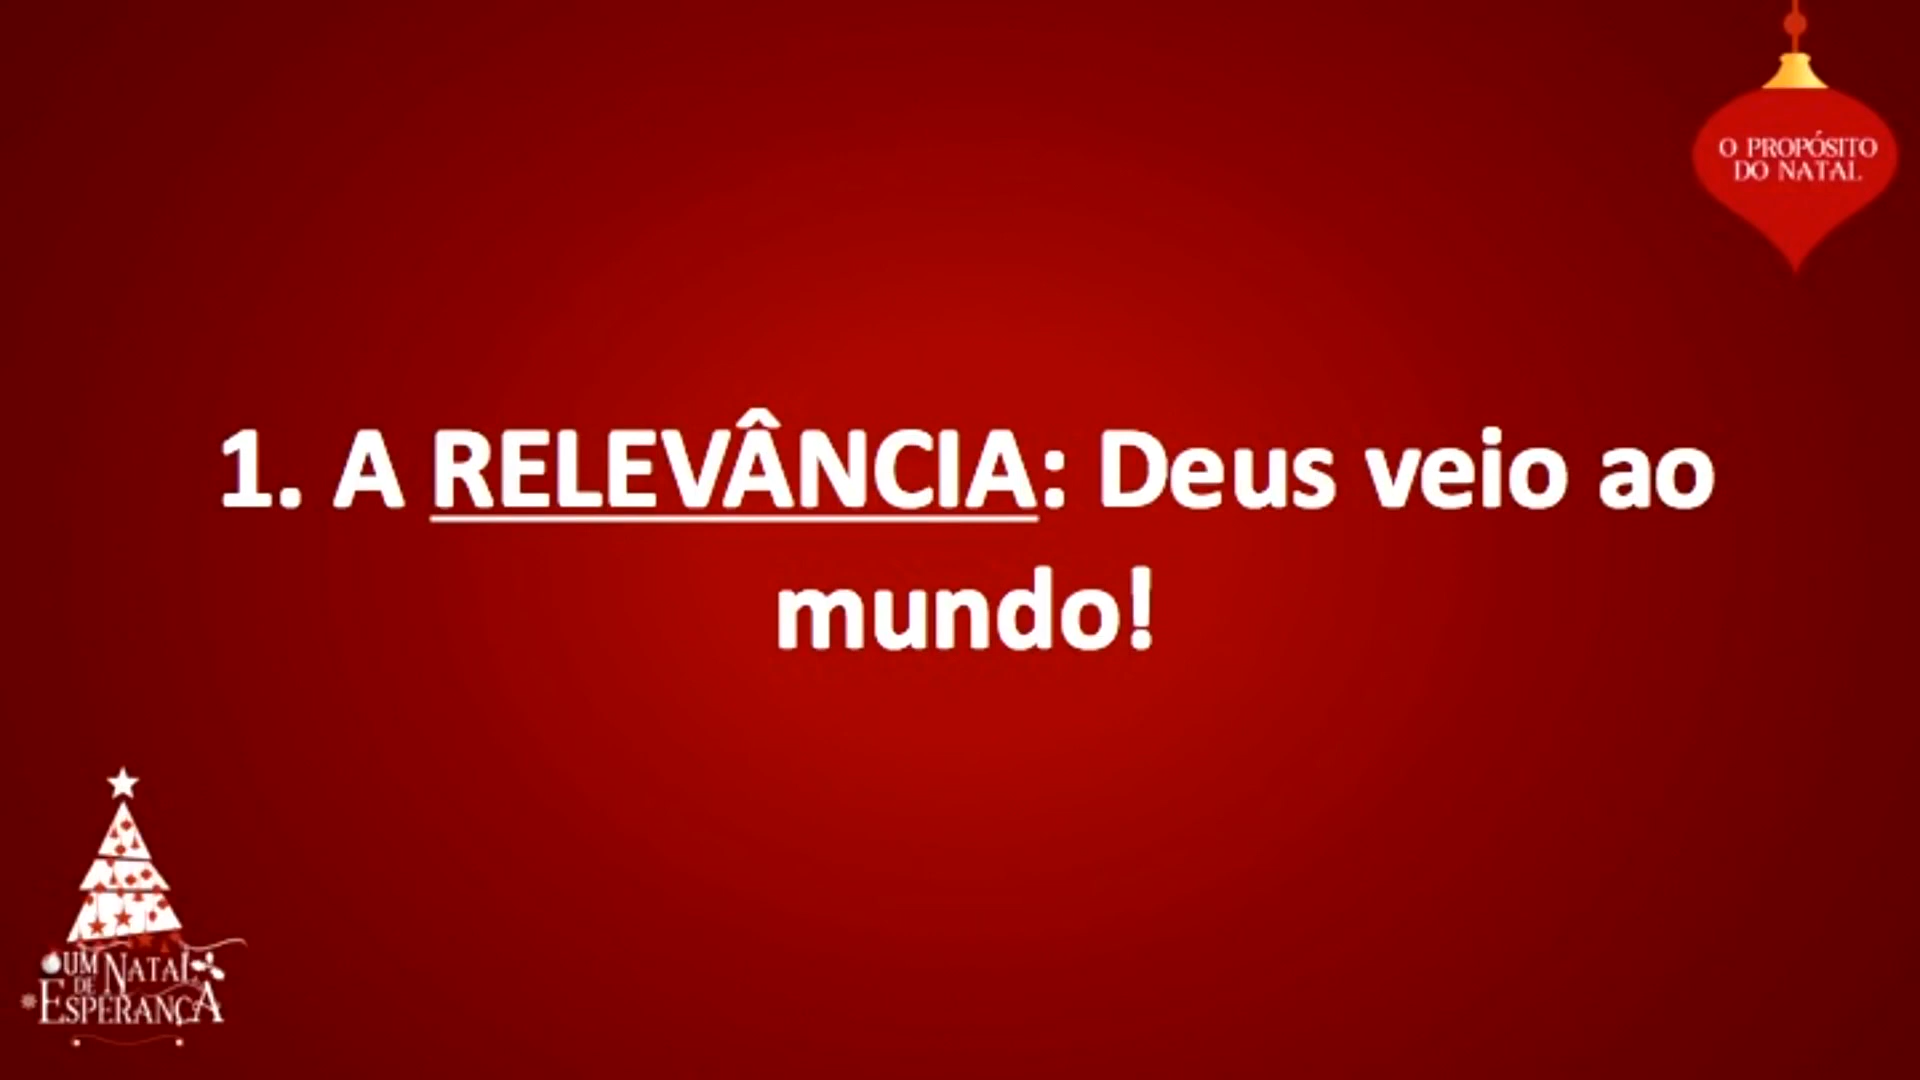 O PROPÓSITO
DO NATAL
1. A RELEVÂNCIA: Deus veio ao
mundo!
UM NATAL
DE
ESPERANÇA